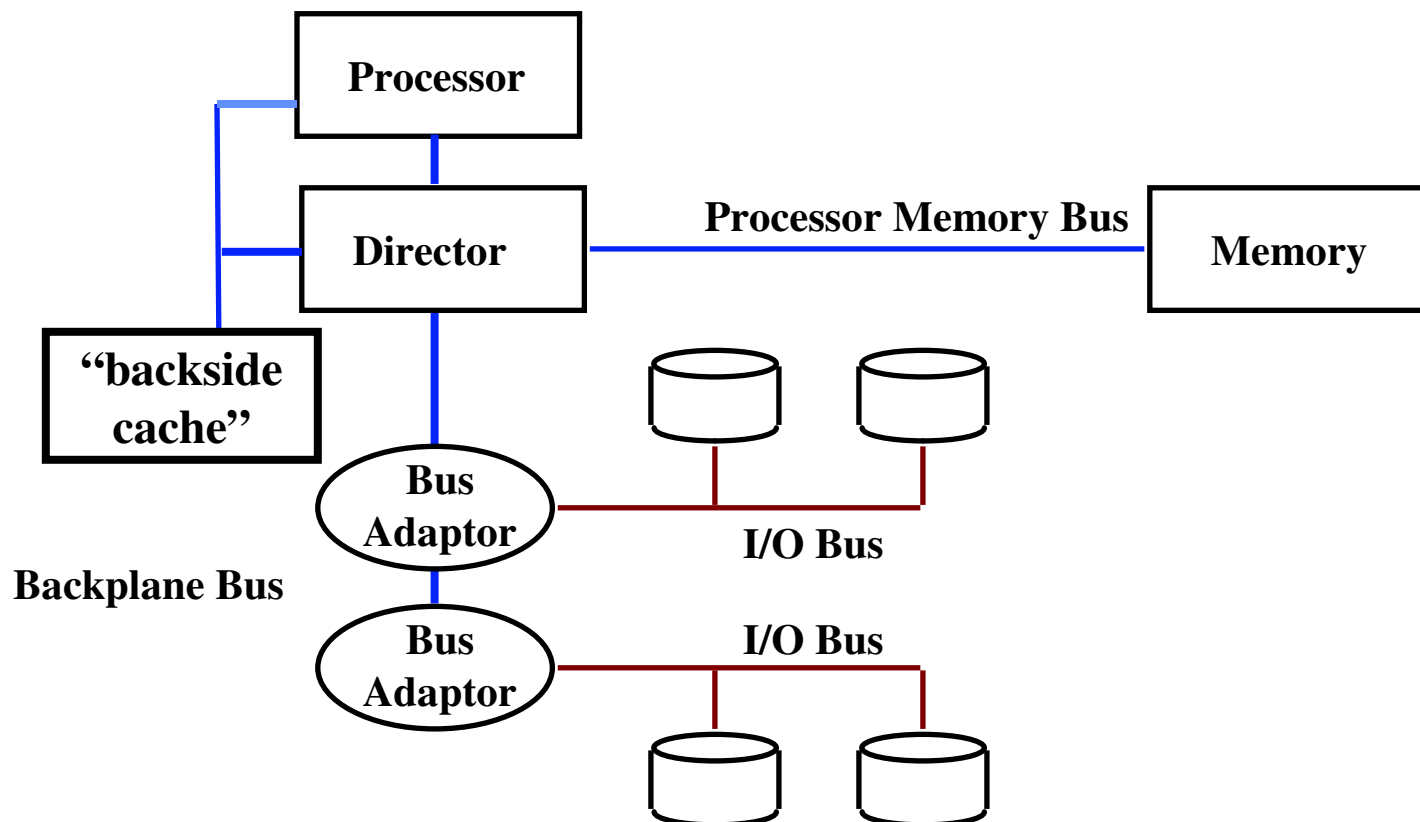 Processor
Director
Processor Memory Bus
Memory
“backside
cache”
Bus
Adaptor
I/O Bus
Backplane Bus
Bus
Adaptor
I/O Bus